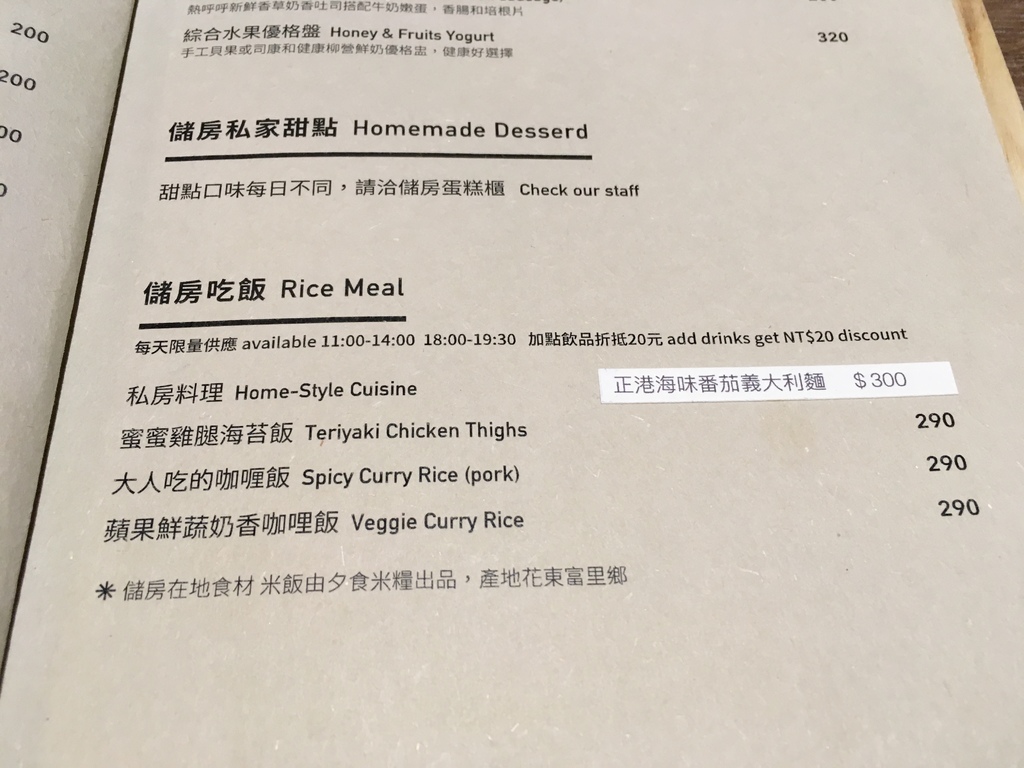 200
200
熱呼呼新鮮香草奶香吐司搭配牛奶嫩蛋，香腸和培根片
綜合水果優格盤 Honey & Fruits Yogurt 320
手工貝果或司康和健康柳營鮮奶優格盅，健康好選擇
儲房私家甜點 Homemade Desserd
甜點口味每日不同，請洽儲房蛋糕櫃 Check our staff
儲房吃飯 Rice Meal
每天限量供應 available 11:00-14:00 18:00-19:30 加點飲品折抵20元 add drinks get NT$20 discount
私房料理 Home-Style Cuisine 正港海味番茄義大利麵 $300
蜜蜜雞腿海苔飯 Teriyaki Chicken Thighs 290
大人吃的咖喱飯 Spicy Curry Rice (pork) 290
蘋果鮮蔬奶香咖哩飯 Veggie Curry Rice 290
＊儲房在地食材 米飯由夕食米糧出品，產地花東富里鄉